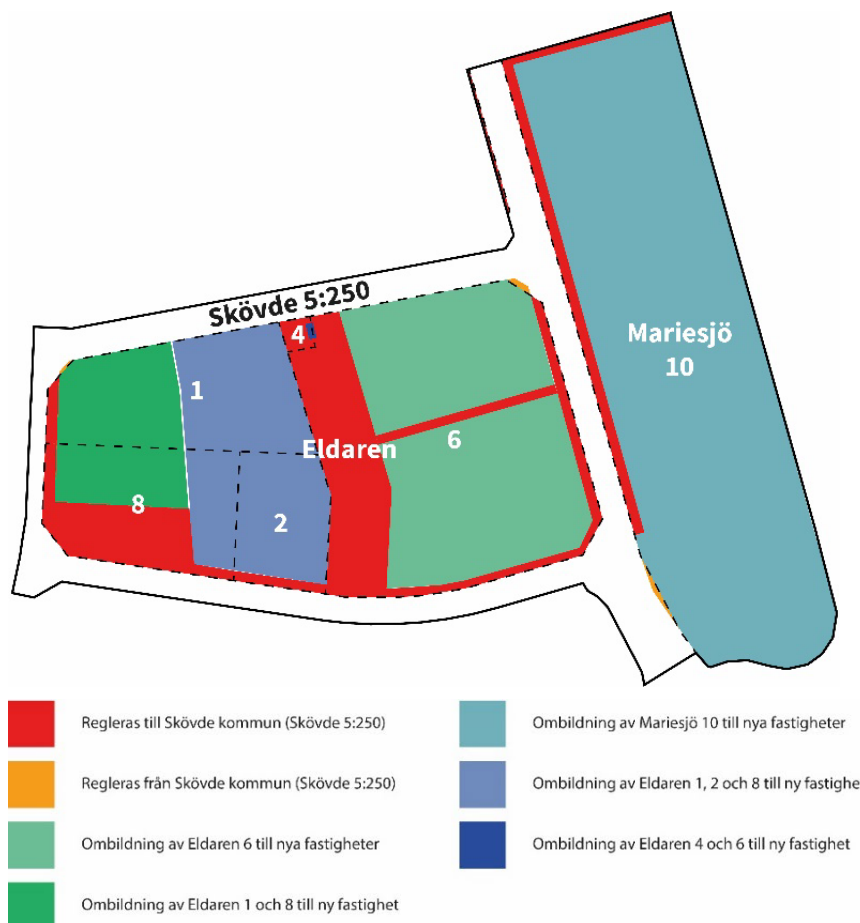 Skövde 5:250
4
Mariesjö
10
1
Eldaren
6
8
2
Regleras till Skövde kommun (Skövde 5:250)
Regleras från Skövde kommun (Skövde 5:250)
Ombildning av Eldaren 6 till nya fastigheter
Ombildning av Eldaren 1 och 8 till ny fastighet
Ombildning av Mariesjö 10 till nya fastigheter
Ombildning av Eldaren 1, 2 och 8 till ny fastighe
Ombildning av Eldaren 4 och 6 till ny fastighet